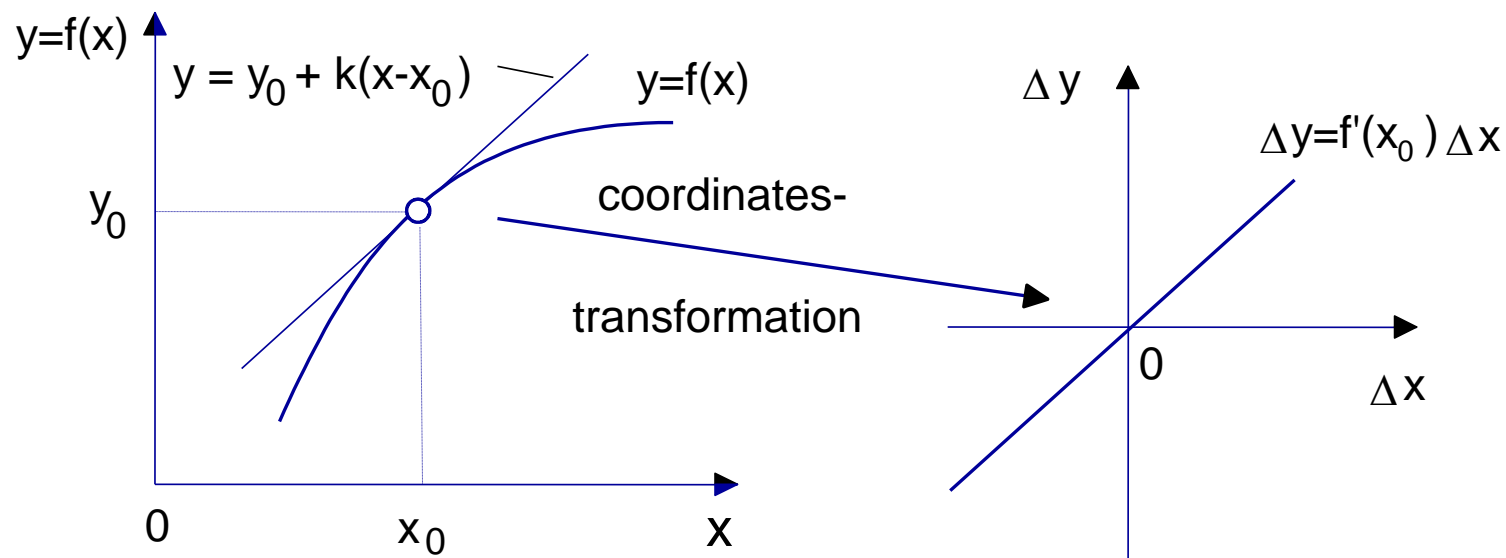 y=f(x)
y = y₀ + k(x-x₀)
y=f(x)
y₀
coordinates-
transformation
0
x₀
x
Δy
Δy=f'(x₀)Δx
0
Δx